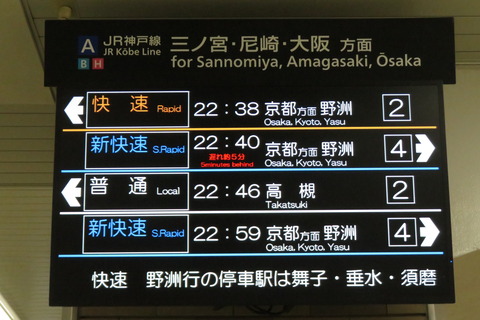 A JR神戸線 三ノ宮・尼崎・大阪 方面
JR Kōbe Line
B H for Sannomiya, Amagasaki, Ōsaka
快速 Rapid 22:38 京都方面 野洲 2
Osaka. Kyoto. Yasu
新快速 S.Rapid 22:40 京都方面 野洲 4
遅れ約5分
5minutes behind Osaka. Kyoto. Yasu
普通 Local 22:46 高槻 2
Takatsuki
新快速 S.Rapid 22:59 京都方面 野洲 4
Osaka. Kyoto. Yasu
快速 野洲行の停車駅は舞子・垂水・須磨